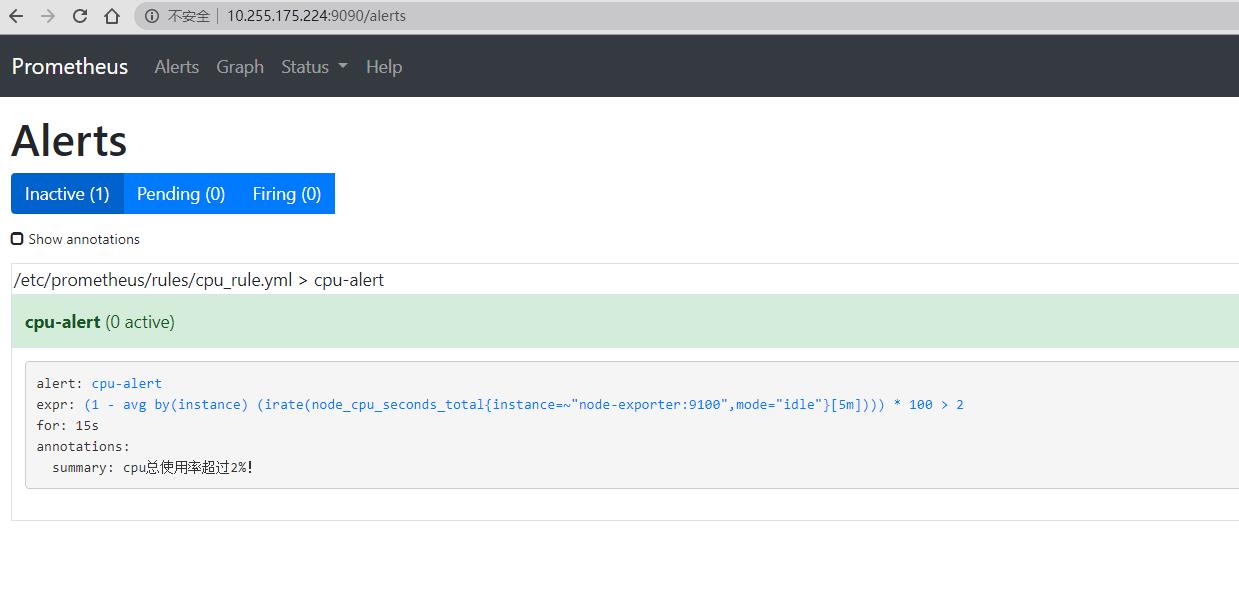 不安全 10.255.175.224:9090/alerts
Prometheus Alerts Graph Status Help
Alerts
Inactive (1) Pending (0) Firing (0)
Show annotations
/etc/prometheus/rules/cpu_rule.yml > cpu-alert
cpu-alert (0 active)
alert: cpu-alert
expr: (1 - avg by(instance) (irate(node_cpu_seconds_total{instance=~"node-exporter:9100",mode="idle"}[5m]))) * 100 > 2
for: 15s
annotations:
summary: cpu总使用率超过2%!